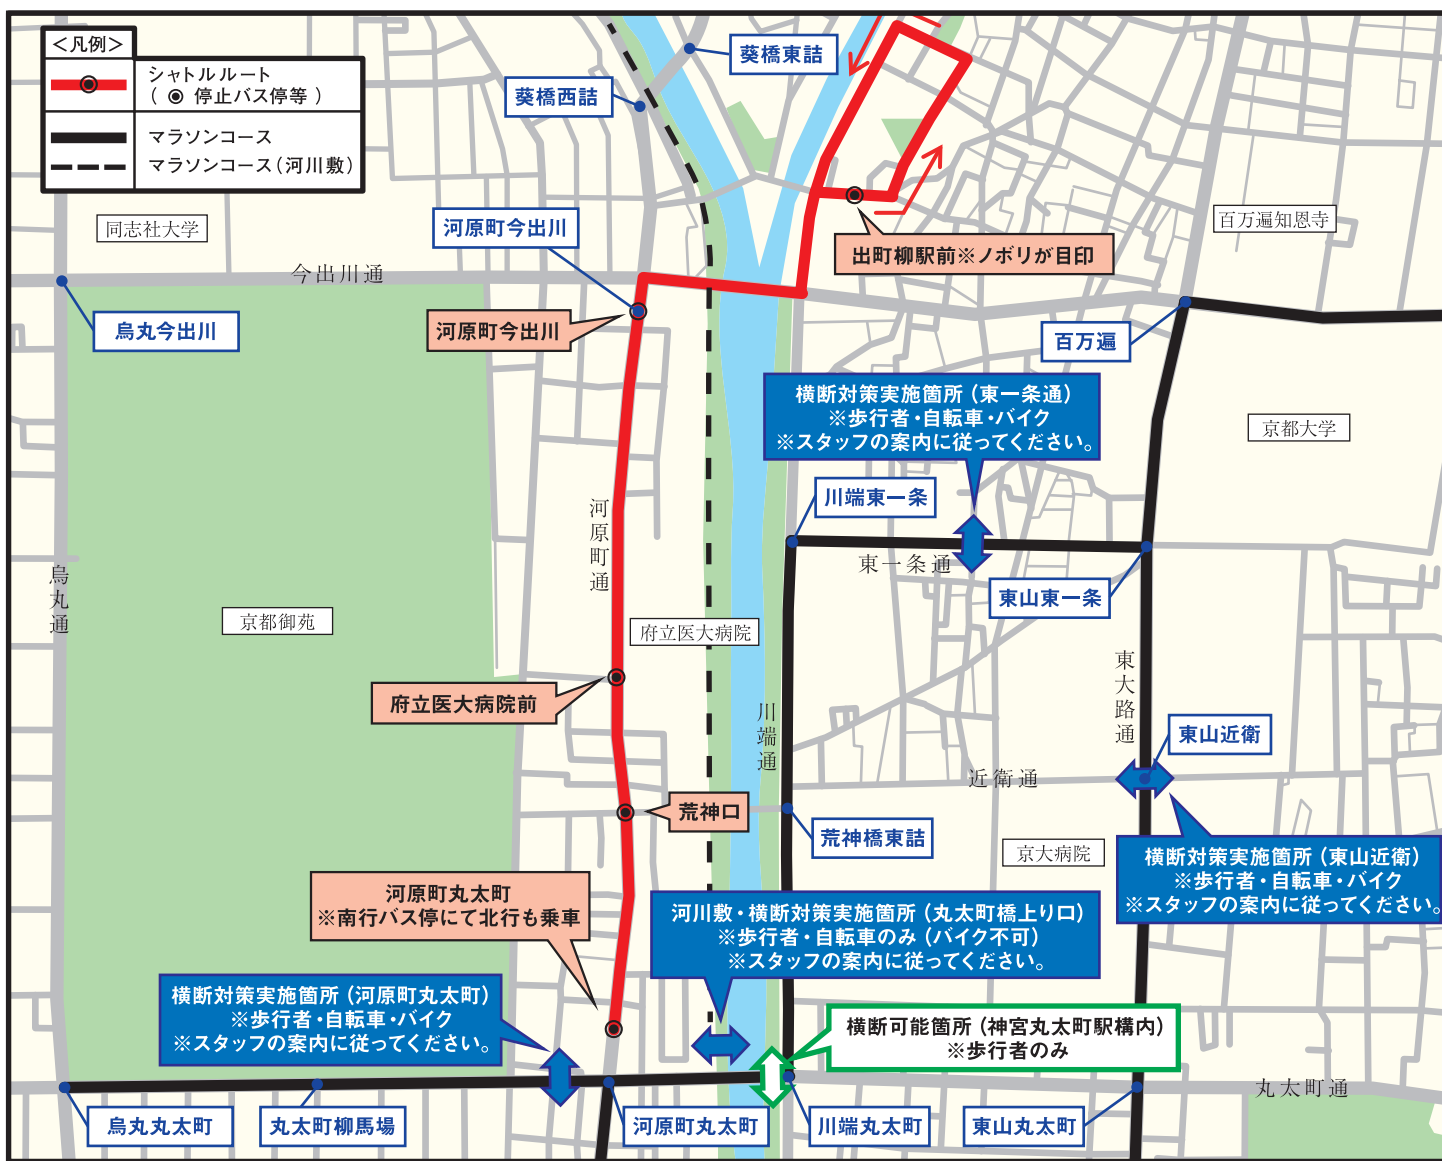 ＜凡例＞
シャトルルート
（ ◉ 停止バス停等 ）
マラソンコース
マラソンコース（河川敷）
葵橋東詰
葵橋西詰
同志社大学
河原町今出川
百万遍知恩寺
出町柳駅前※ノボリが目印
今出川通
烏丸今出川
河原町今出川
百万遍
横断対策実施箇所（東一条通）
※歩行者・自転車・バイク
※スタッフの案内に従ってください。
京都大学
川端東一条
河原町通
東一条通
烏丸通
東山東一条
京都御苑
府立医大病院
東大路通
府立医大病院前
川端通
東山近衛
近衛通
荒神口
荒神橋東詰
京大病院
横断対策実施箇所（東山近衛）
※歩行者・自転車・バイク
※スタッフの案内に従ってください。
河原町丸太町
※南行バス停にて北行も乗車
河川敷・横断対策実施箇所（丸太町橋上り口）
※歩行者・自転車のみ（バイク不可）
※スタッフの案内に従ってください。
横断対策実施箇所（河原町丸太町）
※歩行者・自転車・バイク
※スタッフの案内に従ってください。
横断可能箇所（神宮丸太町駅構内）
※歩行者のみ
丸太町通
烏丸丸太町
丸太町柳馬場
河原町丸太町
川端丸太町
東山丸太町